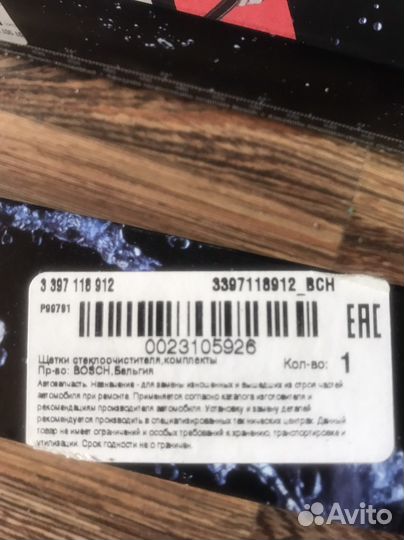 3 397 118 912 3397118912_BCH
P99791
EAC
0023105926
Щетки стеклоочистителя,комплекты
Пр-во: BOSCH,Бельгия Кол-во: 1
Автозапчасть. Назначение - для замены изношенных и вышедших из строя частей
автомобиля при ремонте. Применяется согласно каталога изготовителя и
рекомендациям производителя автомобиля. Установку и замену деталей
рекомендуется производить в специализированных технических центрах. Данный
товар не имеет ограничений и особых требований к хранению, транспортировке и
утилизации. Срок годности не ограничен.
Avito